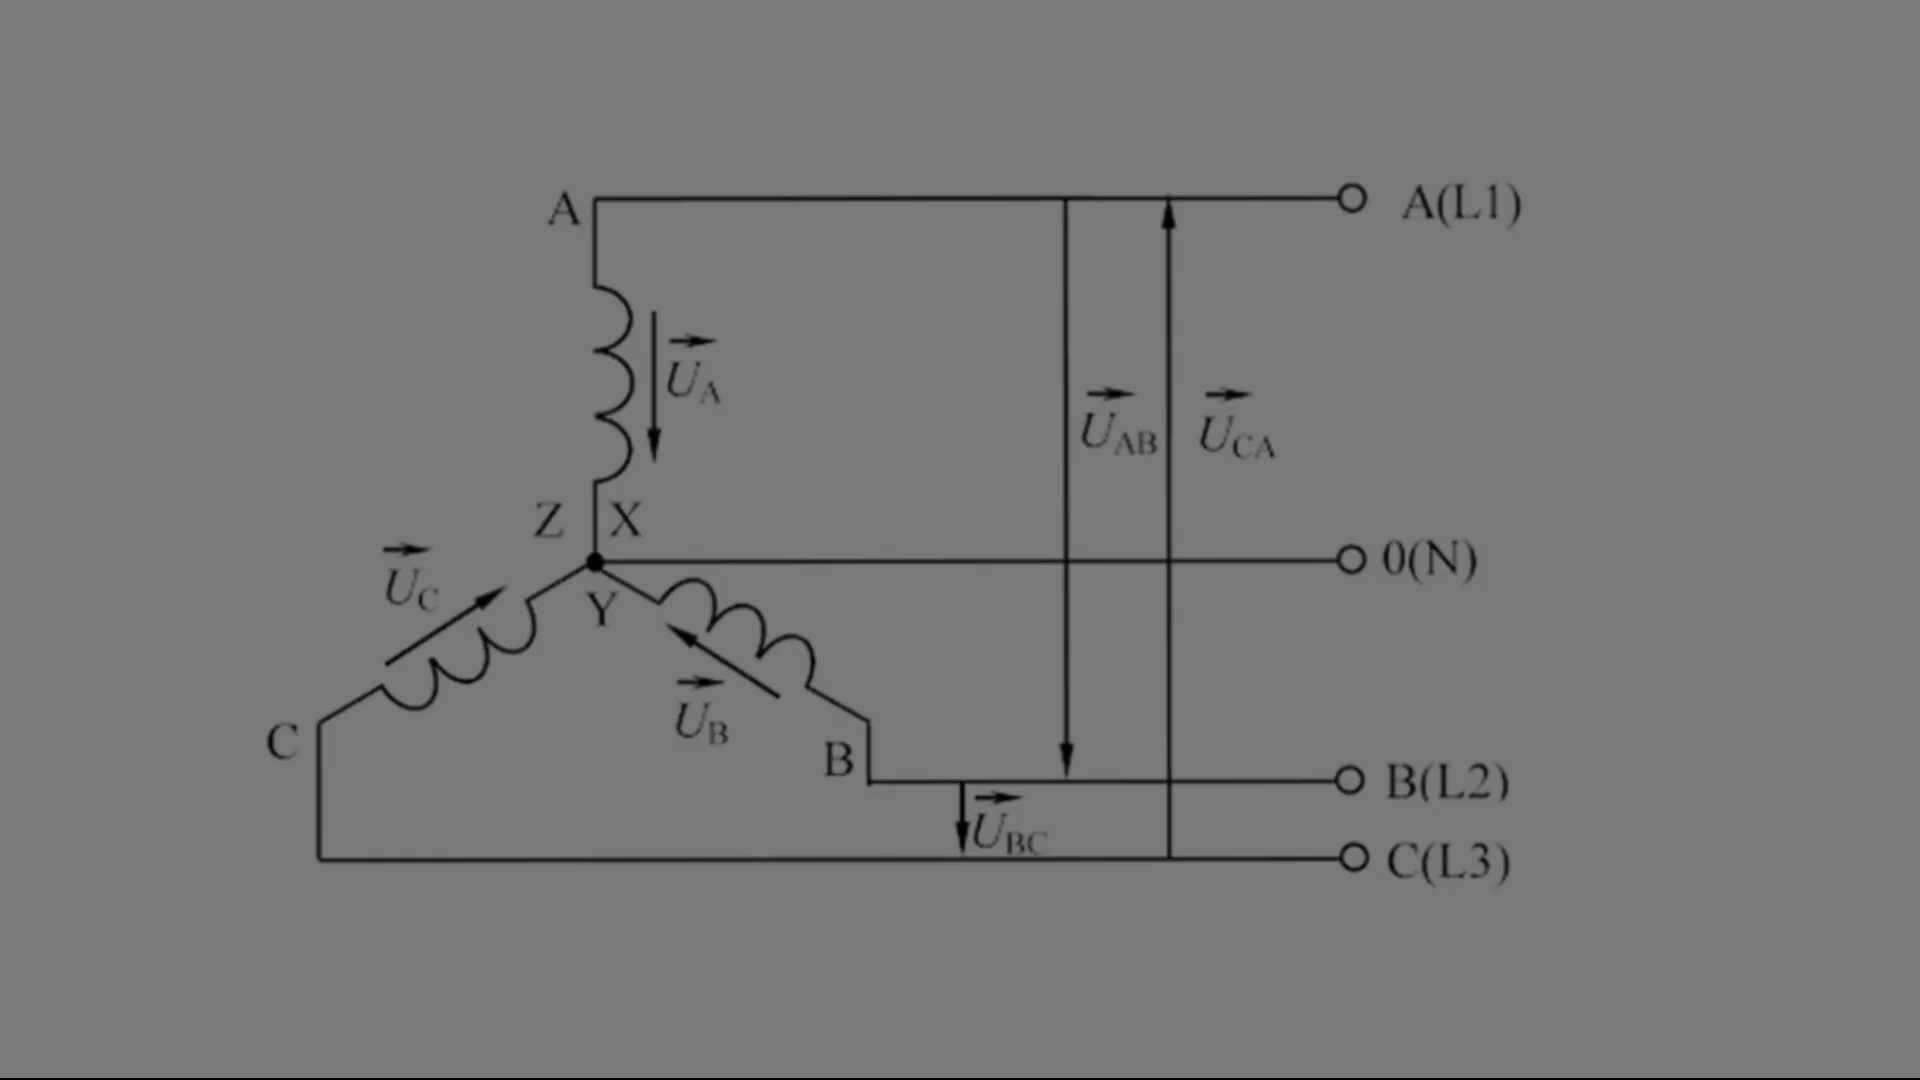 A
A(L1)
U_A
U_AB
U_CA
Z X
0(N)
U_C
Y
U_B
C
B
B(L2)
U_BC
C(L3)